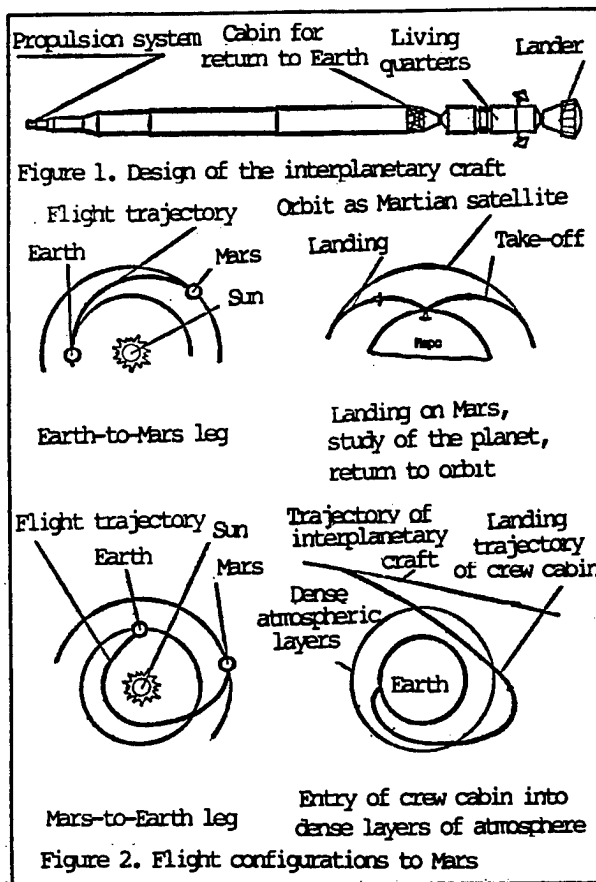 Propulsion system
Cabin for
return to Earth
Living
quarters
Lander
Figure 1. Design of the interplanetary craft
Flight trajectory
Earth
Mars
Sun
Earth-to-Mars leg
Orbit as Martian satellite
Landing
Take-off
Марс
Landing on Mars,
study of the planet,
return to orbit
Flight trajectory
Sun
Earth
Mars
Mars-to-Earth leg
Trajectory of
interplanetary
craft
Landing
trajectory
of crew cabin
Dense
atmospheric
layers
Earth
Entry of crew cabin into
dense layers of atmosphere
Figure 2. Flight configurations to Mars